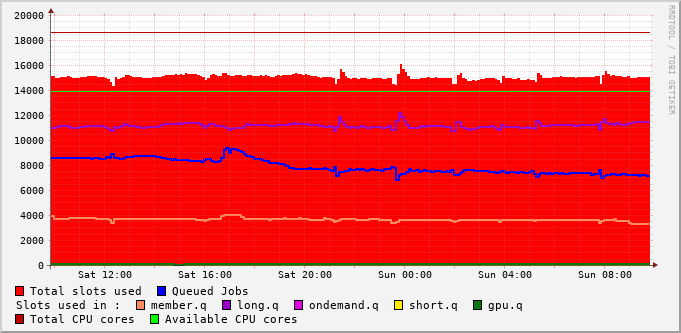 20000
18000
16000
14000
12000
10000
8000
6000
4000
2000
0
Sat 12:00 Sat 16:00 Sat 20:00 Sun 00:00 Sun 04:00 Sun 08:00
RRDTOOL / TOBI OETIKER
Total slots used Queued Jobs
Slots used in : member.q long.q ondemand.q short.q gpu.q
Total CPU cores Available CPU cores